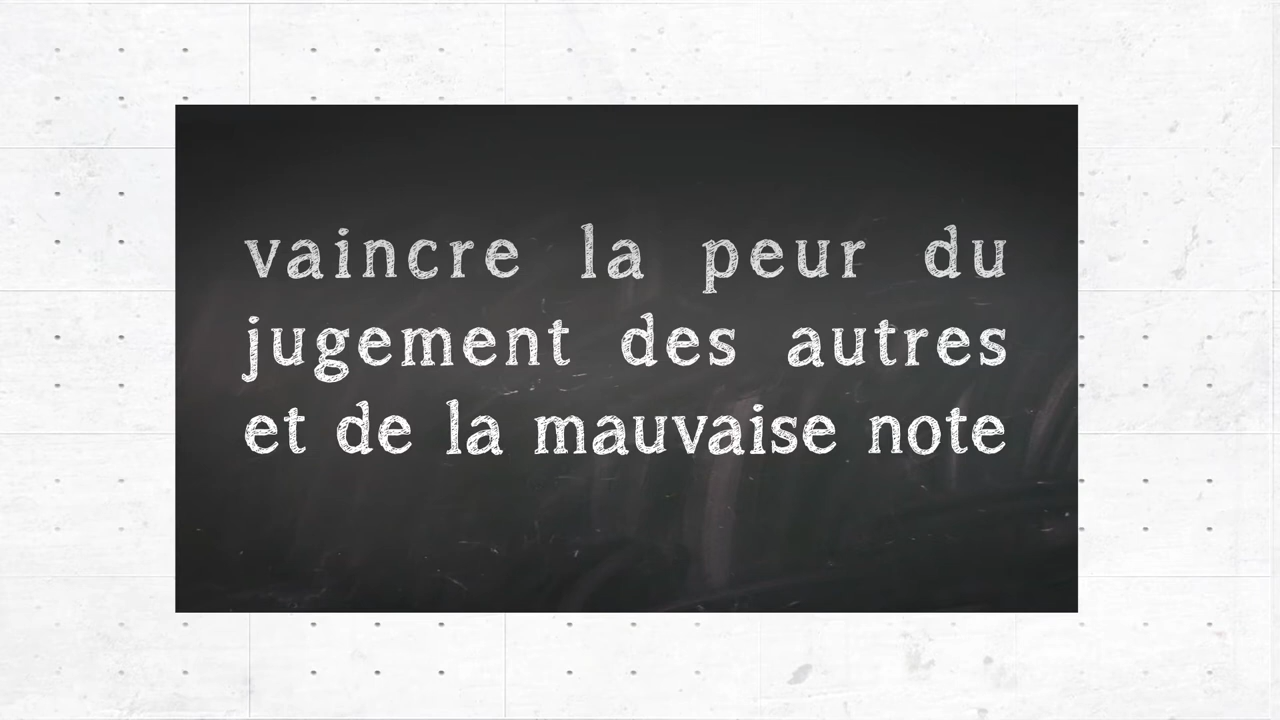 vaincre la peur du
jugement des autres
et de la mauvaise note